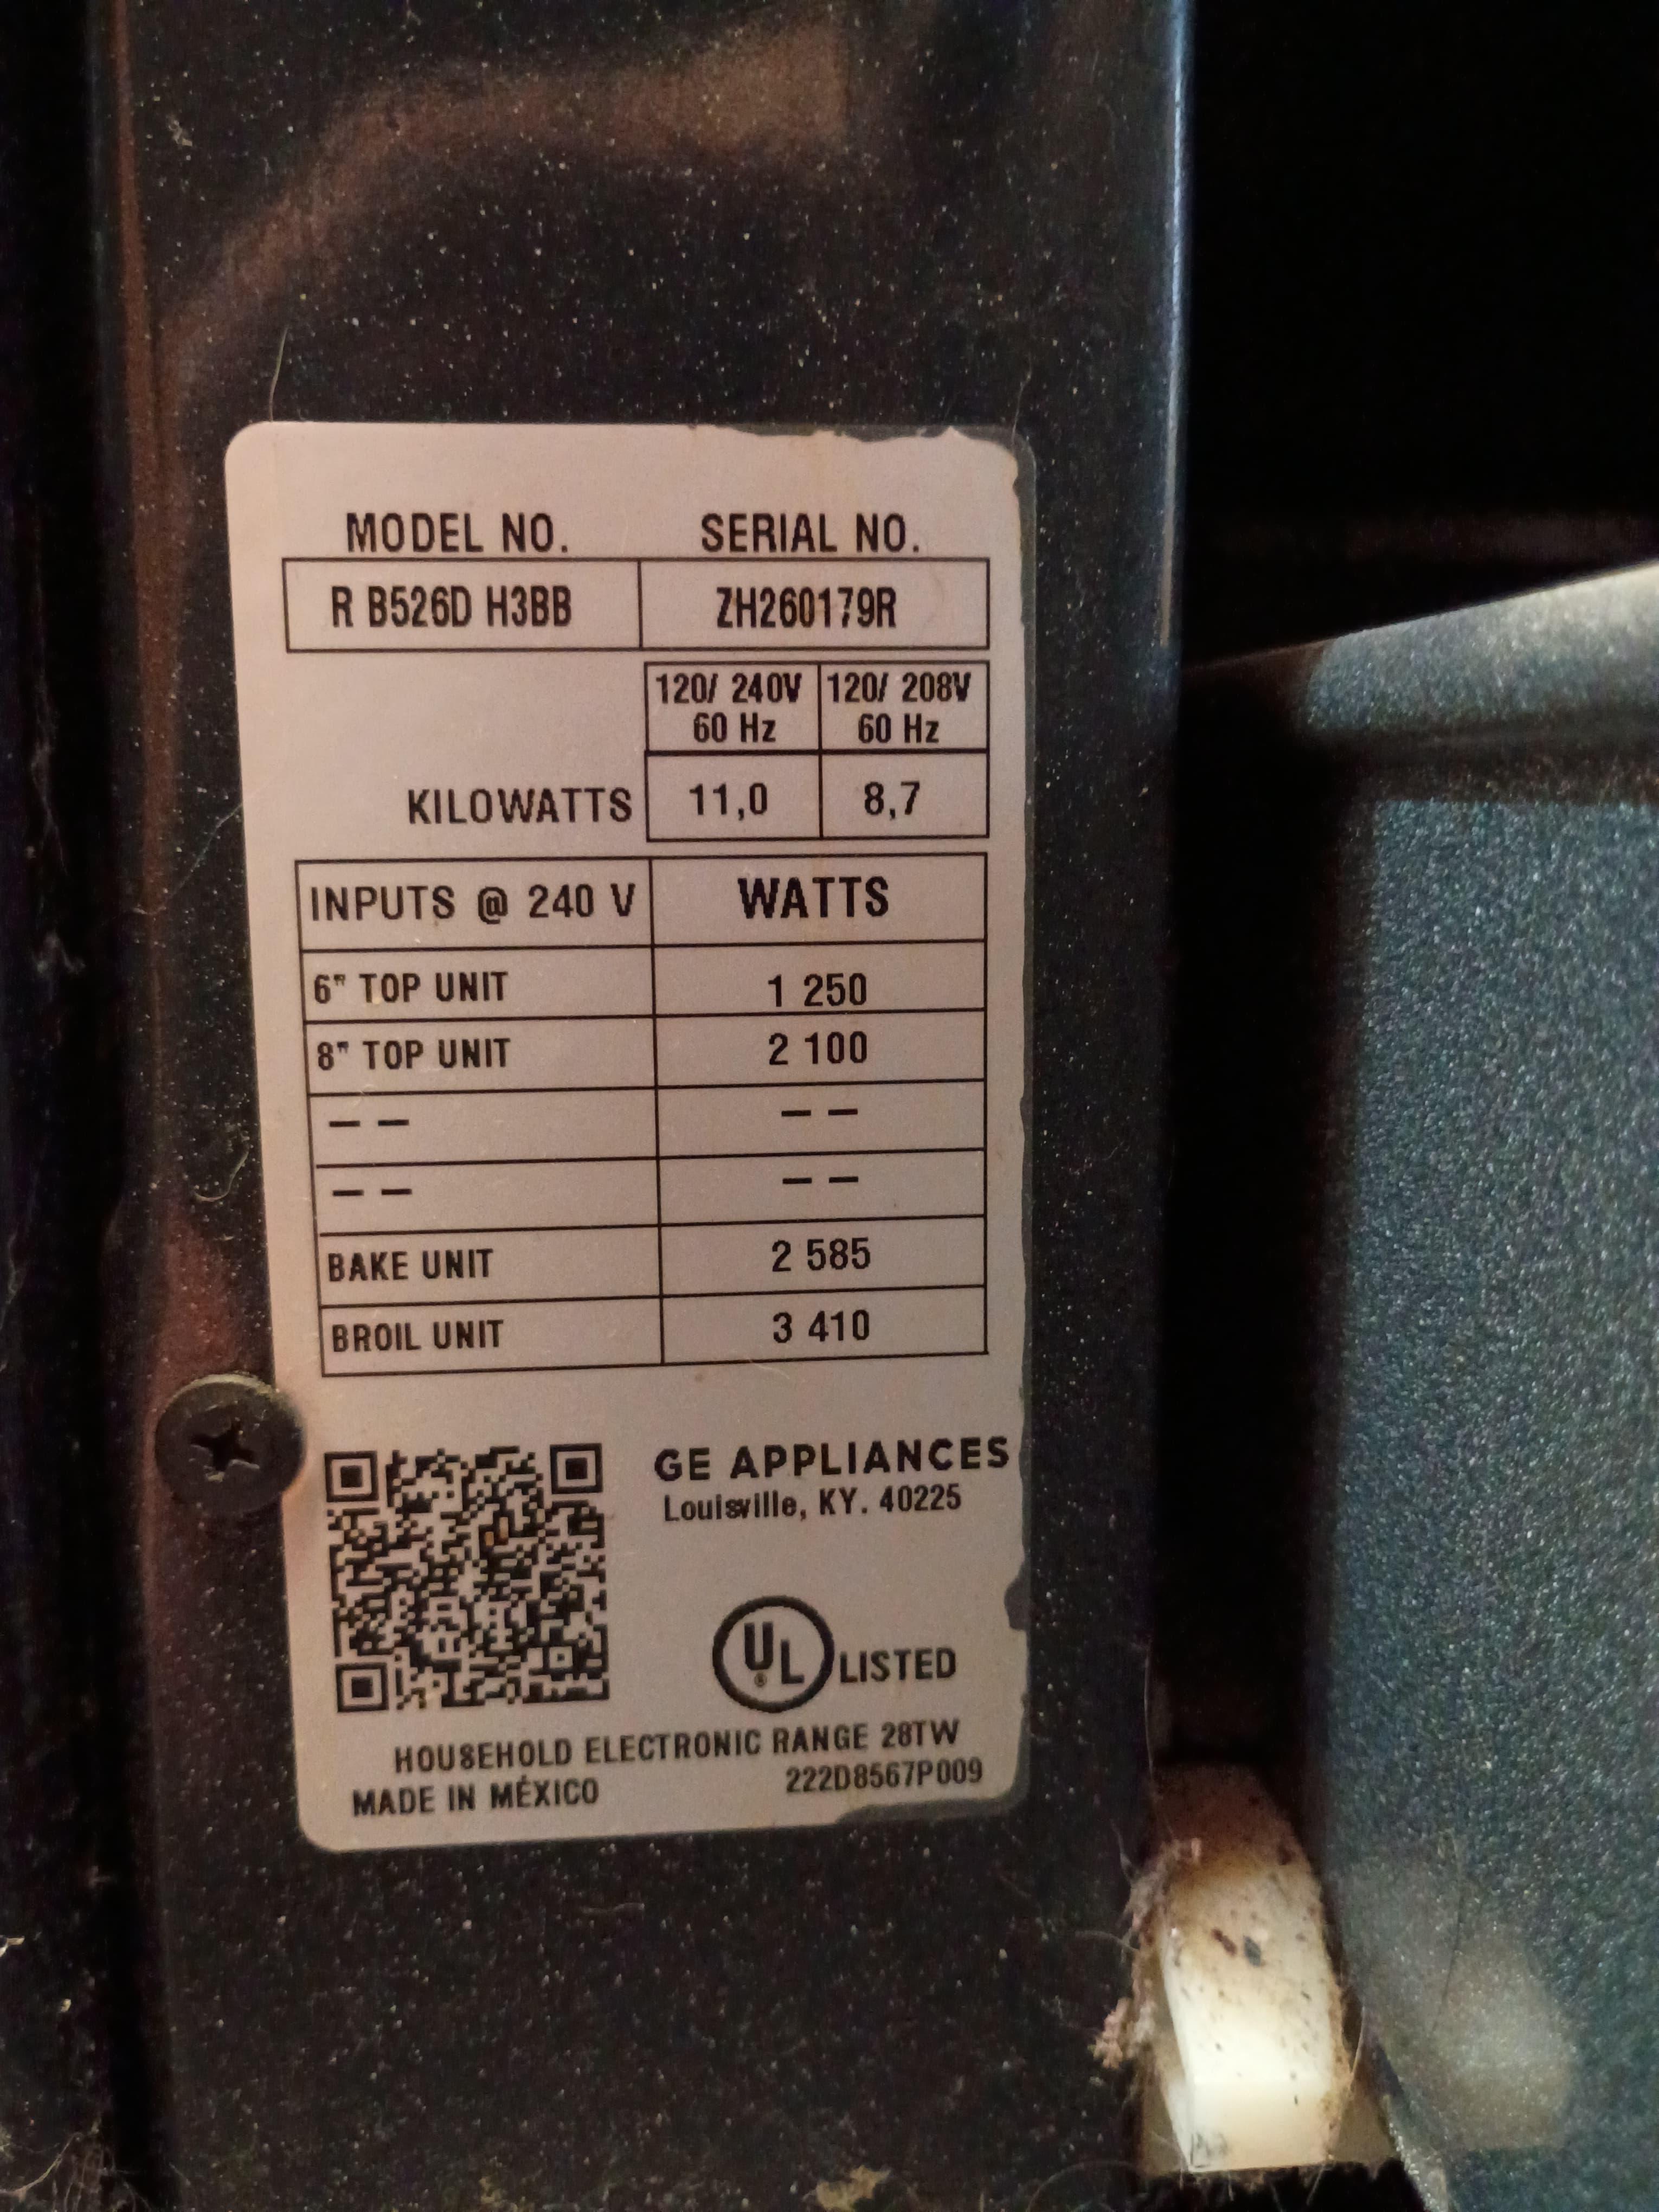 MODEL NO. SERIAL NO.
R B526D H3BB ZH260179R
120/ 240V 120/ 208V
60 Hz 60 Hz
KILOWATTS 11,0 8,7
INPUTS @ 240 V WATTS
6" TOP UNIT 1 250
8" TOP UNIT 2 100
– – – –
– – – –
BAKE UNIT 2 585
BROIL UNIT 3 410
GE APPLIANCES
Louisville, KY. 40225
UL® LISTED
HOUSEHOLD ELECTRONIC RANGE 28TW
MADE IN MÉXICO 222D8567P009